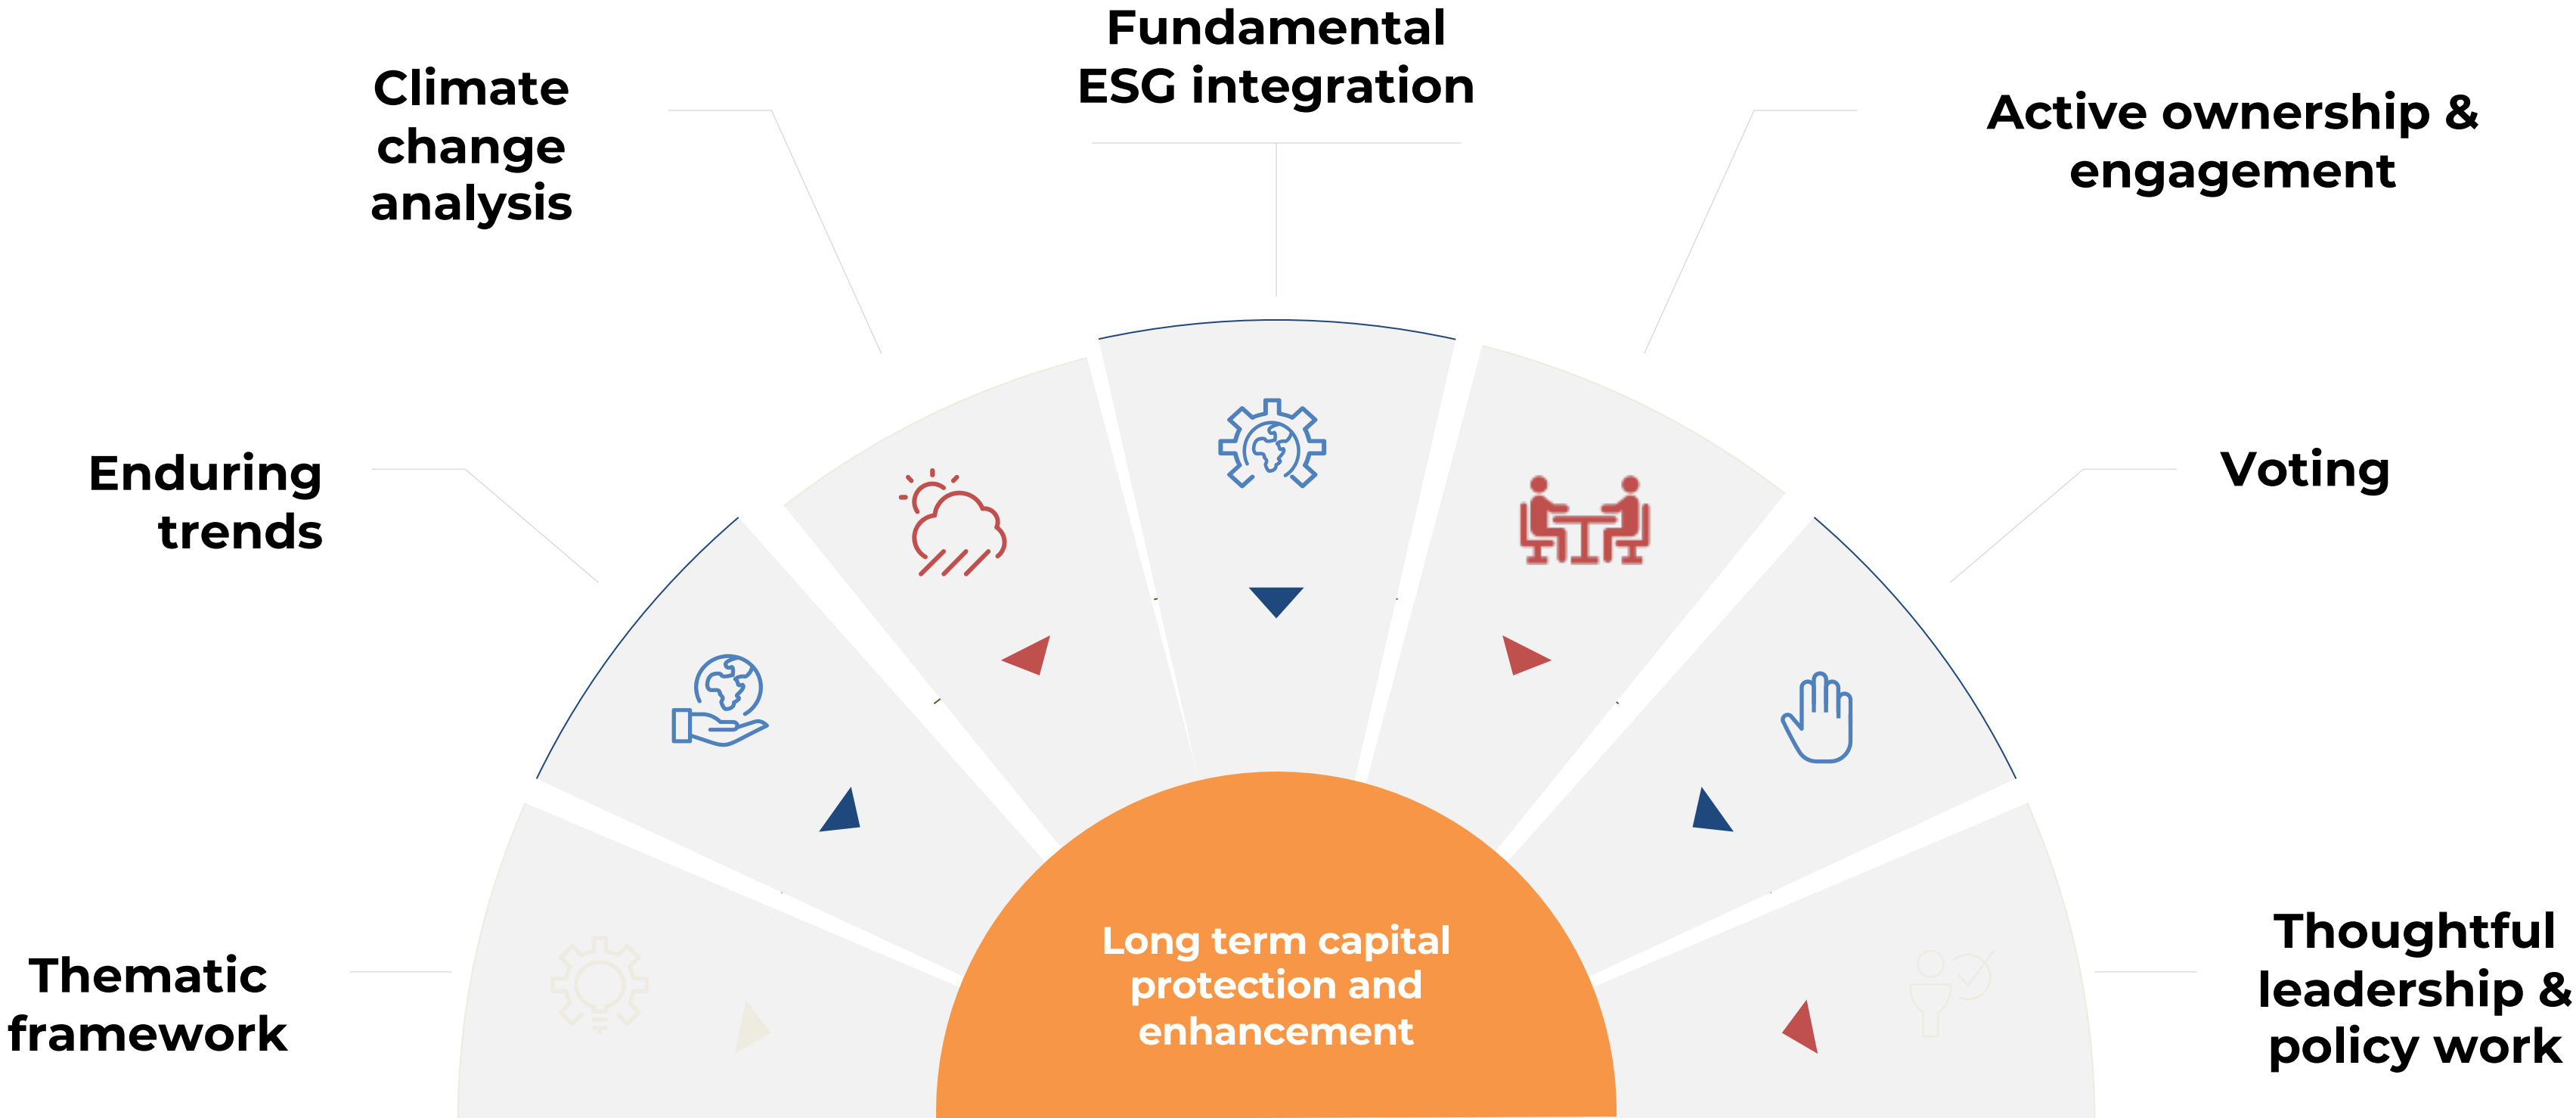 Fundamental
ESG integration
Climate
change
analysis
Active ownership &
engagement
Enduring
trends
Voting
Thematic
framework
Long term capital
protection and
enhancement
Thoughtful
leadership &
policy work